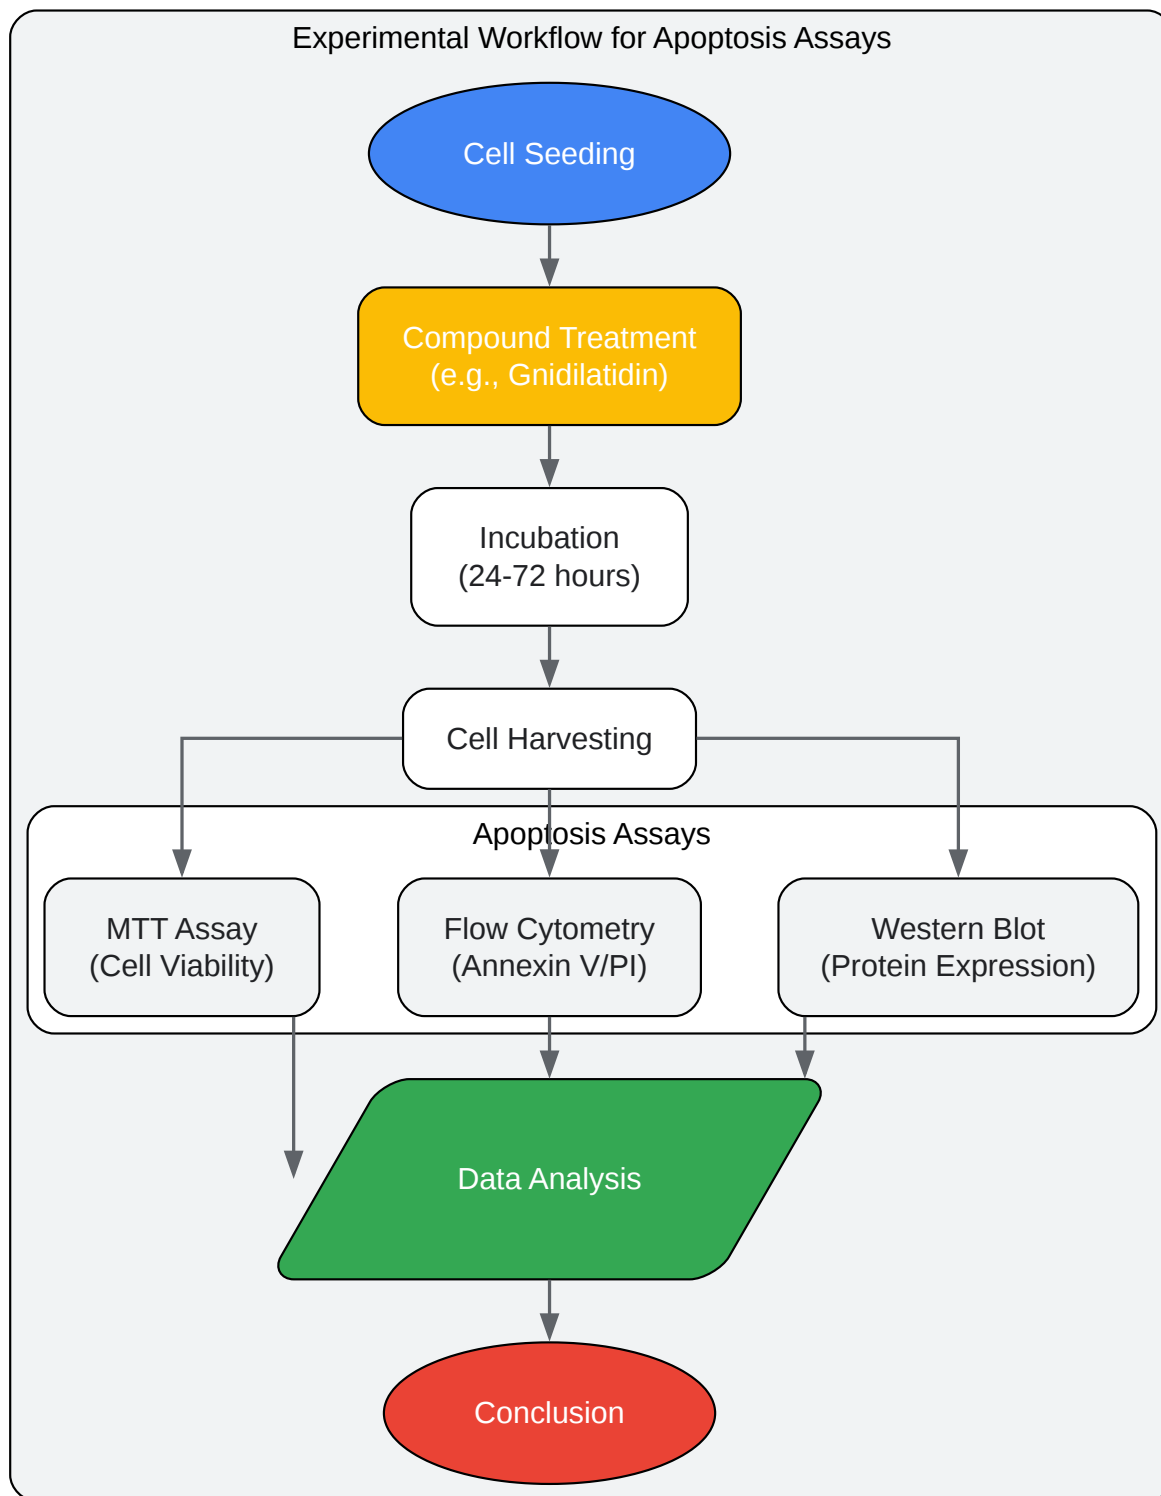 Experimental Workflow for Apoptosis Assays
Cell Seeding
Compound Treatment
(e.g., Gnidilatidin)
Incubation
(24-72 hours)
Cell Harvesting
Apoptosis Assays
MTT Assay
(Cell Viability)
Flow Cytometry
(Annexin V/PI)
Western Blot
(Protein Expression)
Data Analysis
Conclusion